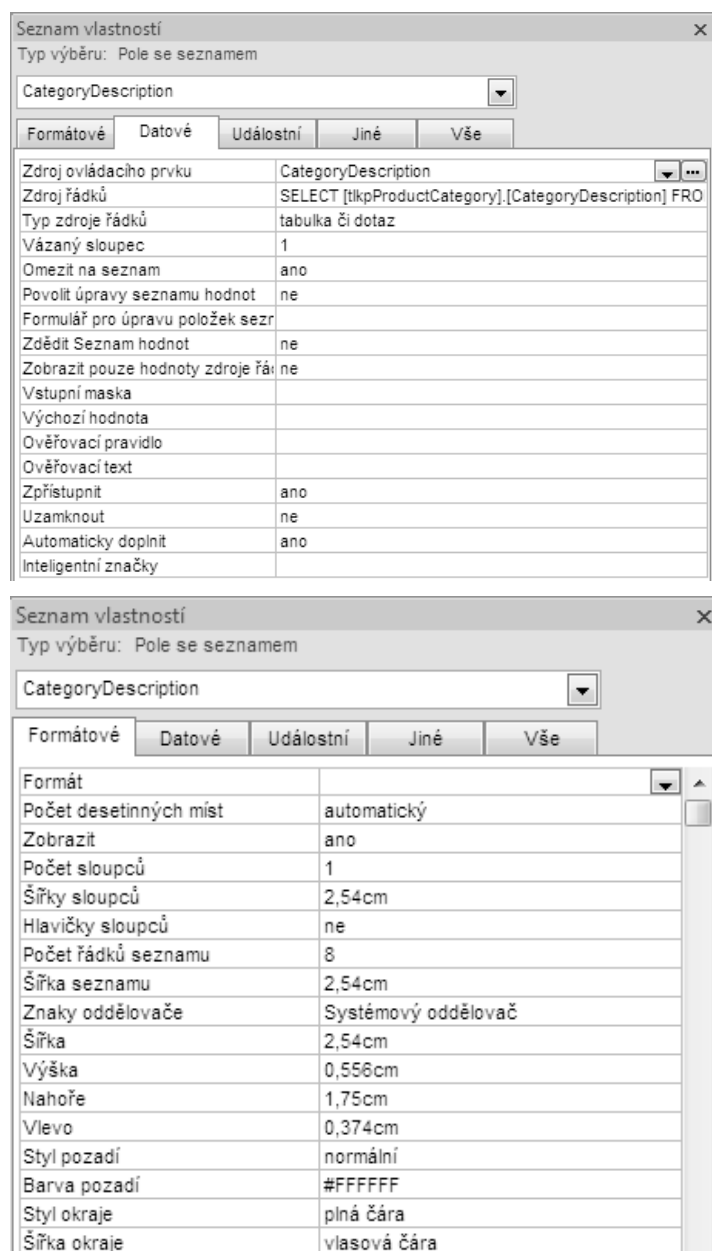 Seznam vlastností
Typ výběru: Pole se seznamem
CategoryDescription
Formátové Datové Událostní Jiné Vše
Zdroj ovládacího prvku CategoryDescription
Zdroj řádků SELECT [tlkpProductCategory].[CategoryDescription] FRO
Typ zdroje řádků tabulka či dotaz
Vázaný sloupec 1
Omezit na seznam ano
Povolit úpravy seznamu hodnot ne
Formulář pro úpravu položek sezr
Zdědit Seznam hodnot ne
Zobrazit pouze hodnoty zdroje řá ne
Vstupní maska
Výchozí hodnota
Ověřovací pravidlo
Ověřovací text
Zpřístupnit ano
Uzamknout ne
Automaticky doplnit ano
Inteligentní značky
Seznam vlastností
Typ výběru: Pole se seznamem
CategoryDescription
Formátové Datové Událostní Jiné Vše
Formát
Počet desetinných míst automatický
Zobrazit ano
Počet sloupců 1
Šířky sloupců 2,54cm
Hlavičky sloupců ne
Počet řádků seznamu 8
Šířka seznamu 2,54cm
Znaky oddělovače Systémový oddělovač
Šířka 2,54cm
Výška 0,556cm
Nahoře 1,75cm
Vlevo 0,374cm
Styl pozadí normální
Barva pozadí #FFFFFF
Styl okraje plná čára
Šířka okraje vlasová čára